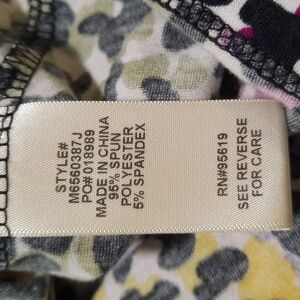 STYLE#
M6560387J
PO# 018989
MADE IN CHINA
95% SPUN
POLYESTER
5% SPANDEX
RN#95619
SEE REVERSE
FOR CARE